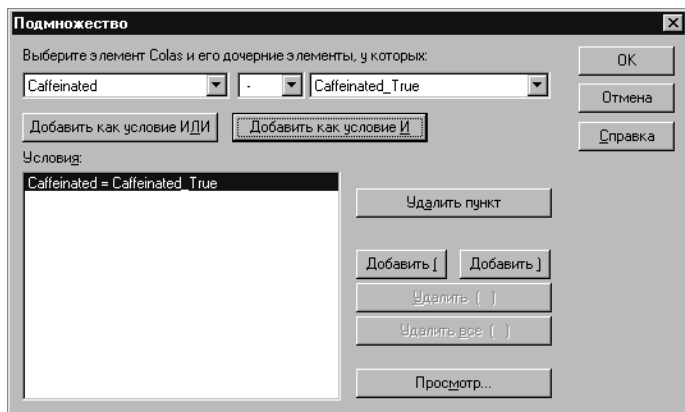 Подмножество
Выберите элемент Colas и его дочерние элементы, у которых:
Caffeinated - Caffeinated_True
Добавить как условие ИЛИ Добавить как условие И
Условия:
Caffeinated = Caffeinated_True
OK
Отмена
Справка
Удалить пункт
Добавить ( Добавить )
Удалить ( )
Удалить все ( )
Просмотр...